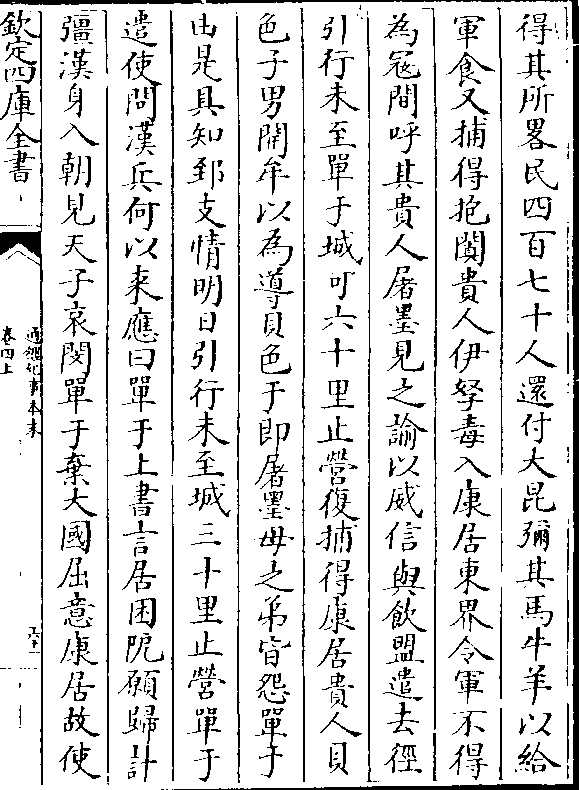 得其所畧民四百七十人還付大昆彌其馬牛羊以給
軍食又捕得抱闐貴人伊孥毒入康居東界令軍不得
為寇間呼其貴人屠墨見之諭以威信與飲盟遣去徑
引行未至單于城可六十里止營復捕得康居貴人貝
色子男開牟以為導貝色子即屠墨母之弟皆怨單于
由是具知郅支情明日引行未至城三十里止營單于
遣使問漢兵何以來應曰單于上書言居困阨願歸計
彊漢身入朝見天子哀閔單于棄大國屈意康居故使
欽定四庫全書
通鑑紀事本末
卷四上